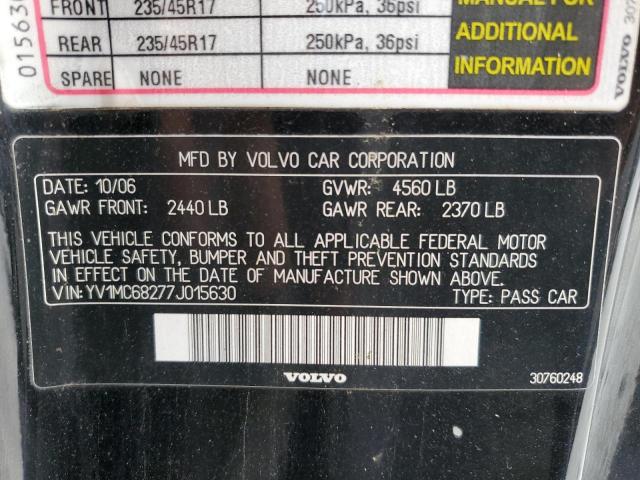 FRONT 235/45R17 250kPa, 36psi
REAR 235/45R17 250kPa, 36psi
SPARE NONE NONE
MANUAL FOR
ADDITIONAL
INFORMATION
VOLVO
MFD BY VOLVO CAR CORPORATION
DATE: 10/06 GVWR: 4560 LB
GAWR FRONT: 2440 LB GAWR REAR: 2370 LB
THIS VEHICLE CONFORMS TO ALL APPLICABLE FEDERAL MOTOR
VEHICLE SAFETY, BUMPER AND THEFT PREVENTION STANDARDS
IN EFFECT ON THE DATE OF MANUFACTURE SHOWN ABOVE.
VIN: YV1MC68277J015630 TYPE: PASS CAR
VOLVO 30760248